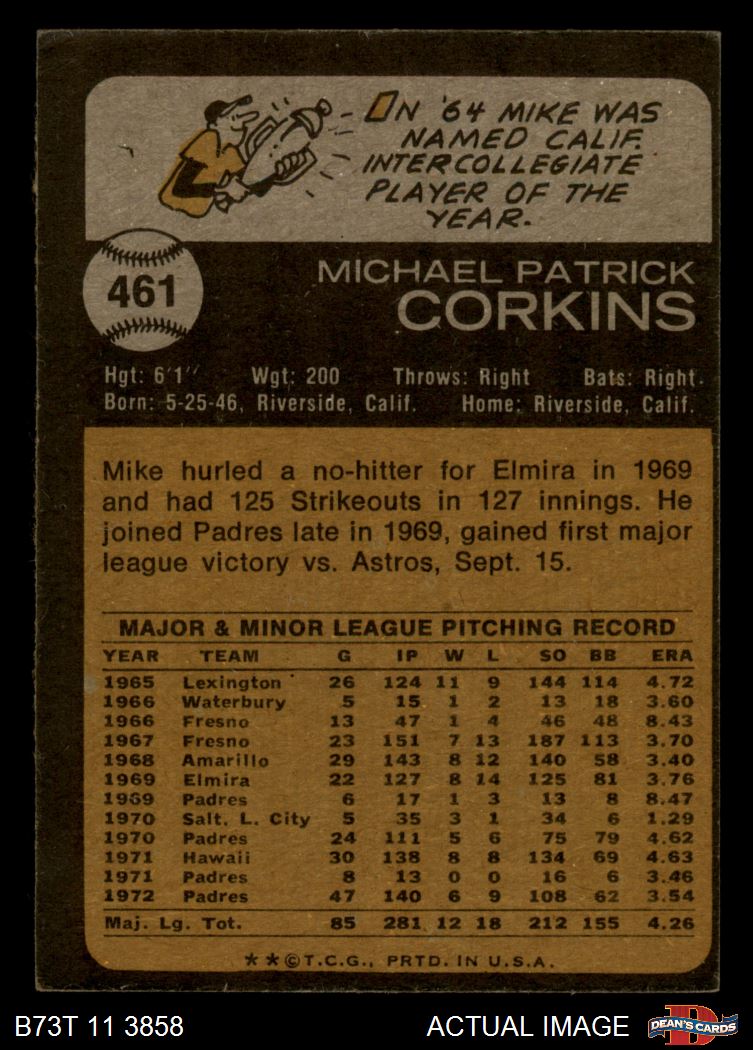 IN '64 MIKE WAS
NAMED CALIF.
INTERCOLLEGIATE
PLAYER OF THE
YEAR.
461
MICHAEL PATRICK
CORKINS
Hgt: 6'1" Wgt: 200 Throws: Right Bats: Right
Born: 5-25-46, Riverside, Calif. Home: Riverside, Calif.
Mike hurled a no-hitter for Elmira in 1969
and had 125 Strikeouts in 127 innings. He
joined Padres late in 1969, gained first major
league victory vs. Astros, Sept. 15.
MAJOR & MINOR LEAGUE PITCHING RECORD
YEAR TEAM G IP W L SO BB ERA
1965 Lexington 26 124 11 9 144 114 4.72
1966 Waterbury 5 15 1 2 13 18 3.60
1966 Fresno 13 47 1 4 46 48 8.43
1967 Fresno 23 151 7 13 187 113 3.70
1968 Amarillo 29 143 8 12 140 58 3.40
1969 Elmira 22 127 8 14 125 81 3.76
1969 Padres 6 17 1 3 13 8 8.47
1970 Salt. L. City 5 35 3 1 34 6 1.29
1970 Padres 24 111 5 6 75 79 4.62
1971 Hawaii 30 138 8 8 134 69 4.63
1971 Padres 8 13 0 0 16 6 3.46
1972 Padres 47 140 6 9 108 62 3.54
Maj. Lg. Tot. 85 281 12 18 212 155 4.26
**©T.C.G., PRTD. IN U.S.A.
B73T 11 3858 ACTUAL IMAGE DEAN'S CARDS